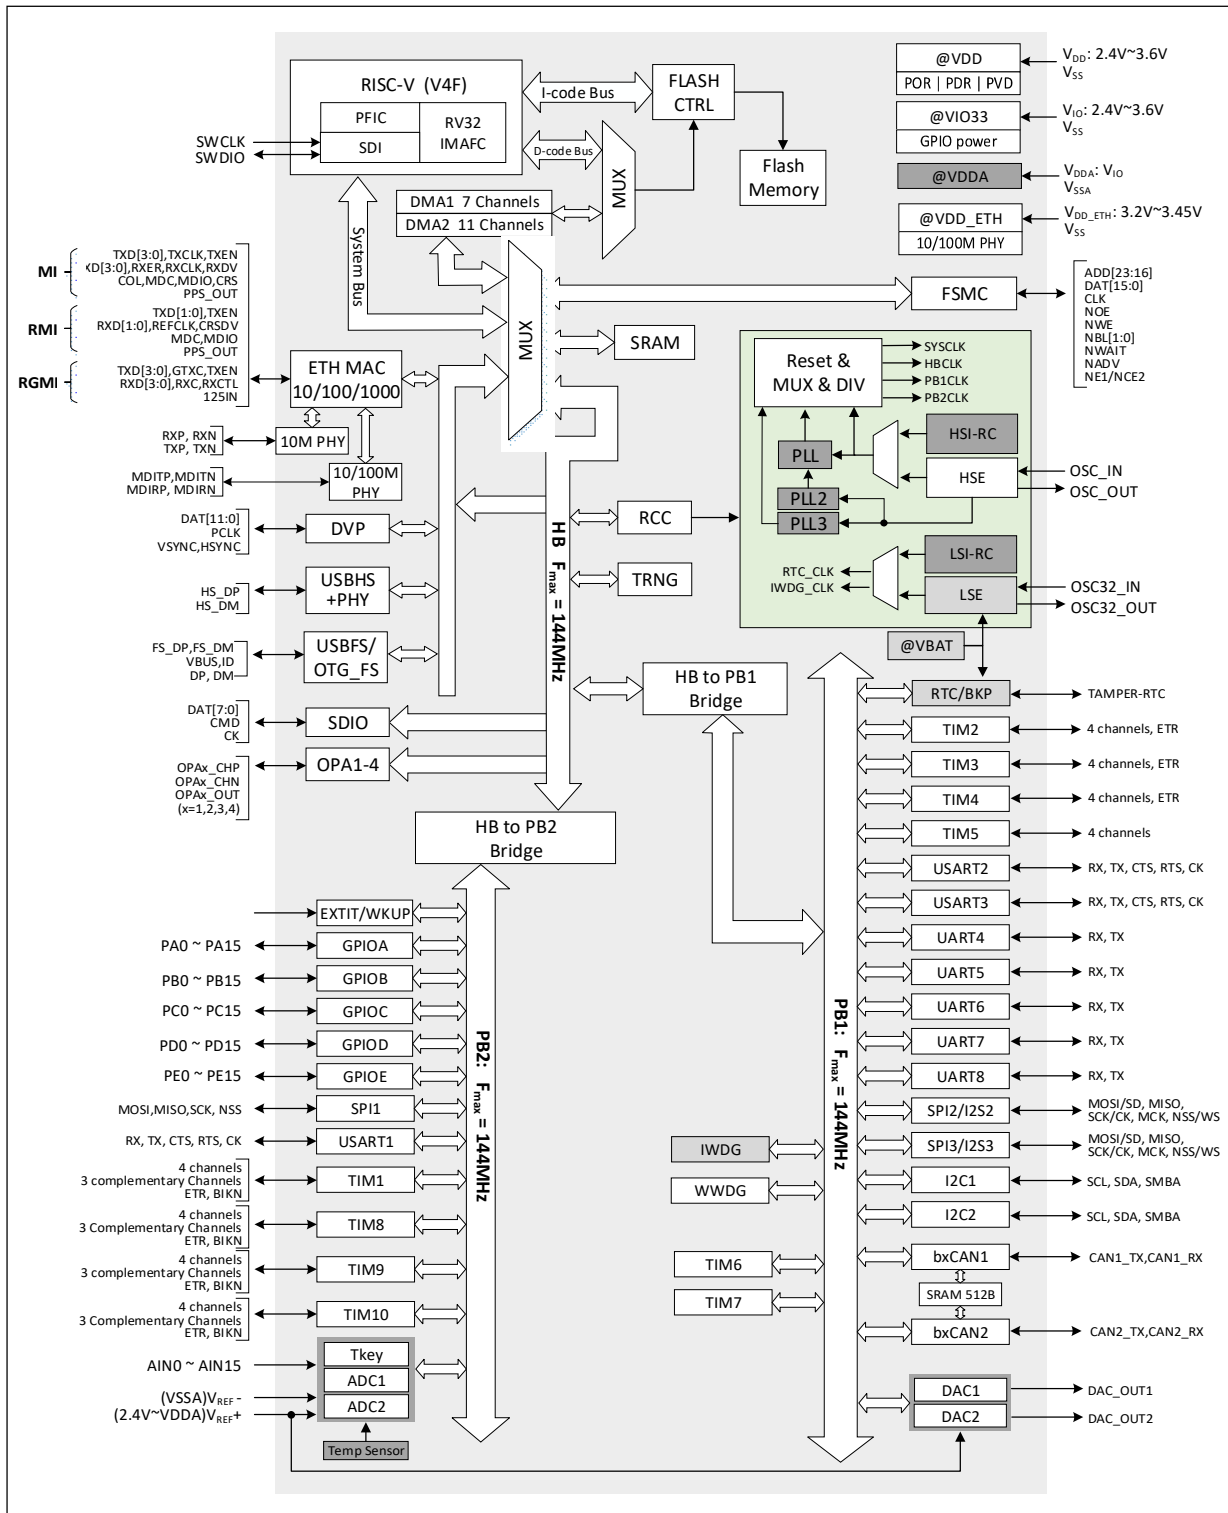 RISC-V (V4F)
PFIC
SDI
RV32
IMAFC
SWCLK
SWDIO
I-code Bus
D-code Bus
System Bus
FLASH
CTRL
Flash
Memory
MUX
DMA1 7 Channels
DMA2 11 Channels
MUX
@VDD
POR | PDR | PVD
VDD: 2.4V~3.6V
VSS
@VIO33
GPIO power
VIO: 2.4V~3.6V
VSS
@VDDA
VDDA: VIO
VSSA
@VDD_ETH
10/100M PHY
VDD_ETH: 3.2V~3.45V
VSS
MI
TXD[3:0],TXCLK,TXEN
XD[3:0],RXER,RXCLK,RXDV
COL,MDC,MDIO,CRS
PPS_OUT
RMI
TXD[1:0],TXEN
RXD[1:0],REFCLK,CRSDV
MDC,MDIO
PPS_OUT
RGMI
TXD[3:0],GTXC,TXEN
RXD[3:0],RXC,RXCTL
125IN
ETH MAC
10/100/1000
RXP, RXN
TXP, TXN
10M PHY
MDITP, MDITN
MDIRP, MDIRN
10/100M
PHY
DAT[11:0]
PCLK
VSYNC,HSYNC
DVP
HS_DP
HS_DM
USBHS
+PHY
FS_DP,FS_DM
VBUS,ID
DP, DM
USBFS/
OTG_FS
DAT[7:0]
CMD
CK
SDIO
OPAx_CHP
OPAx_CHN
OPAx_OUT
(x=1,2,3,4)
OPA1-4
HB Fmax = 144MHz
FSMC
ADD[23:16]
DAT[15:0]
CLK
NOE
NWE
NBL[1:0]
NWAIT
NADV
NE1/NCE2
SRAM
RCC
TRNG
Reset &
MUX & DIV
SYSCLK
HBCLK
PB1CLK
PB2CLK
PLL
PLL2
PLL3
HSI-RC
HSE
OSC_IN
OSC_OUT
LSI-RC
LSE
RTC_CLK
IWDG_CLK
OSC32_IN
OSC32_OUT
@VBAT
HB to PB1
Bridge
HB to PB2
Bridge
PB1: Fmax = 144MHz
RTC/BKP
TAMPER-RTC
TIM2
4 channels, ETR
TIM3
4 channels, ETR
TIM4
4 channels, ETR
TIM5
4 channels
USART2
RX, TX, CTS, RTS, CK
USART3
RX, TX, CTS, RTS, CK
UART4
RX, TX
UART5
RX, TX
UART6
RX, TX
UART7
RX, TX
UART8
RX, TX
SPI2/I2S2
MOSI/SD, MISO,
SCK/CK, MCK, NSS/WS
SPI3/I2S3
MOSI/SD, MISO,
SCK/CK, MCK, NSS/WS
I2C1
SCL, SDA, SMBA
I2C2
SCL, SDA, SMBA
bxCAN1
CAN1_TX,CAN1_RX
SRAM 512B
bxCAN2
CAN2_TX,CAN2_RX
DAC1
DAC_OUT1
DAC2
DAC_OUT2
IWDG
WWDG
TIM6
TIM7
PB2: Fmax = 144MHz
EXTIT/WKUP
PA0 ~ PA15
GPIOA
PB0 ~ PB15
GPIOB
PC0 ~ PC15
GPIOC
PD0 ~ PD15
GPIOD
PE0 ~ PE15
GPIOE
MOSI,MISO,SCK, NSS
SPI1
RX, TX, CTS, RTS, CK
USART1
4 channels
3 complementary Channels
ETR, BIKN
TIM1
4 channels
3 Complementary Channels
ETR, BIKN
TIM8
4 channels
3 complementary Channels
ETR, BIKN
TIM9
4 channels
3 Complementary Channels
ETR, BIKN
TIM10
AIN0 ~ AIN15
Tkey
ADC1
(VSSA)VREF -
(2.4V~VDDA)VREF+
ADC2
Temp Sensor